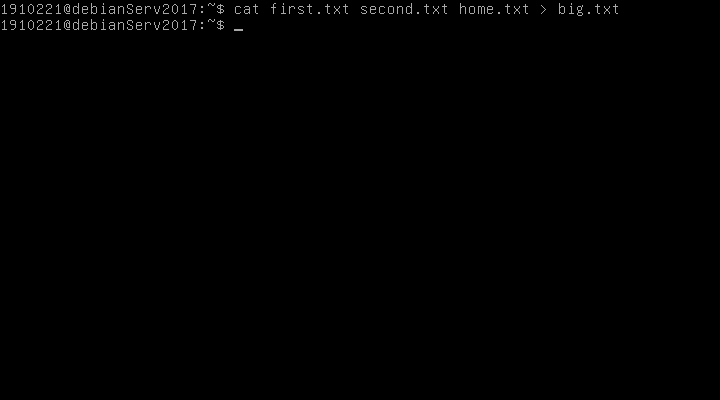 1910221@debianServ2017:~$ cat first.txt second.txt home.txt > big.txt
1910221@debianServ2017:~$ _